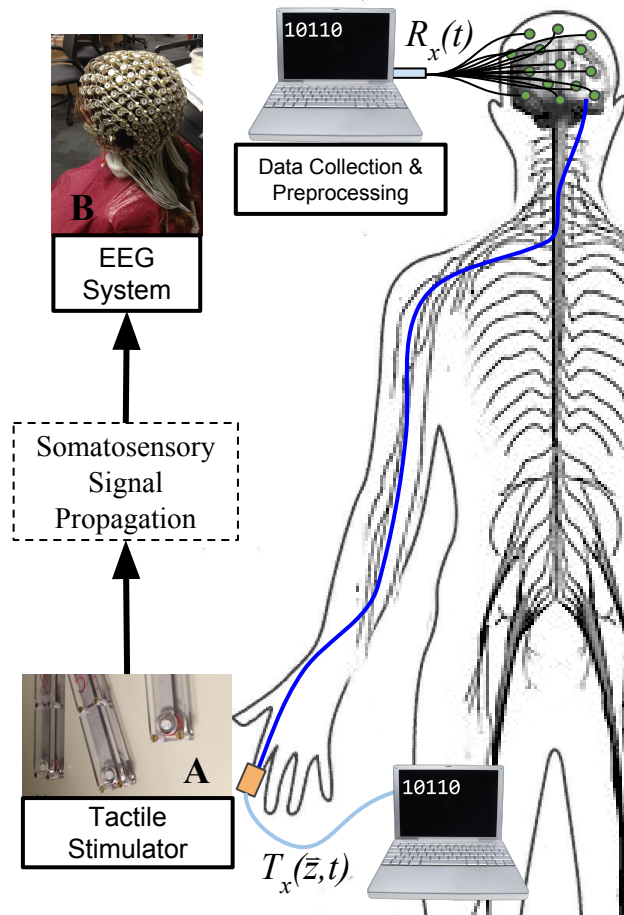 10110
R_x(t)
Data Collection &
Preprocessing
B
EEG
System
Somatosensory
Signal
Propagation
A
Tactile
Stimulator
10110
T_x(z̄,t)